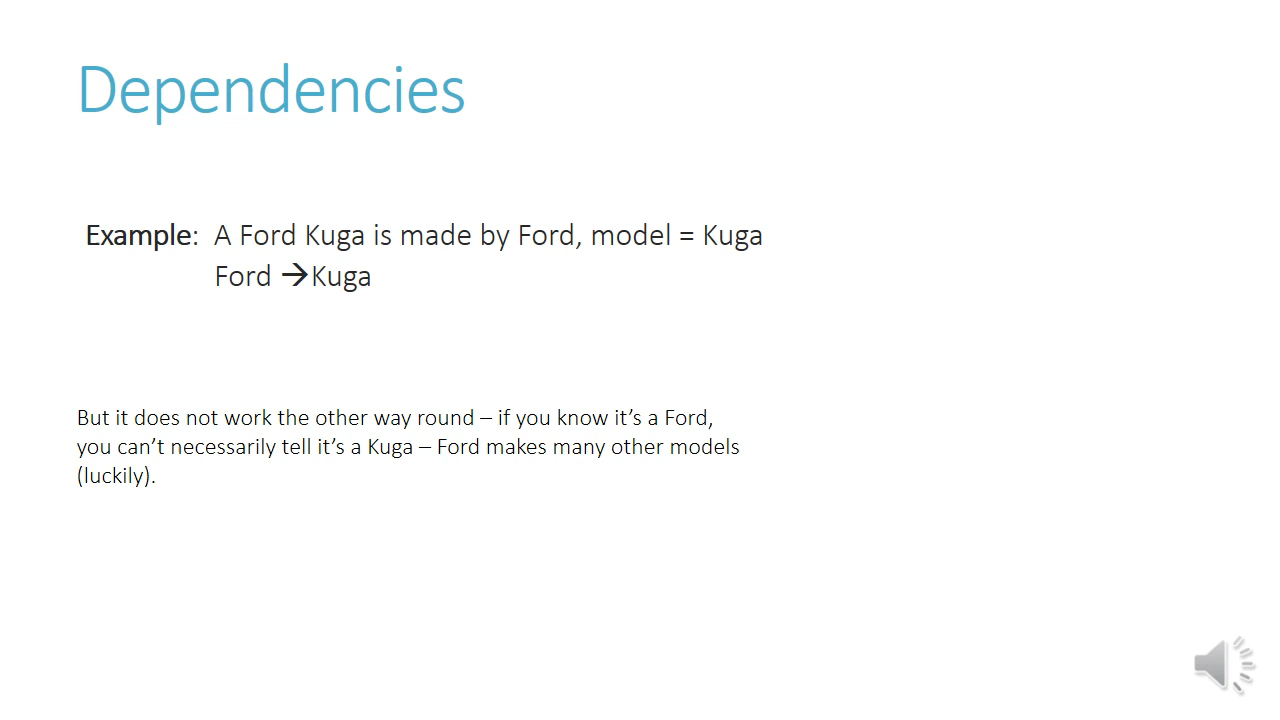 Dependencies
Example: A Ford Kuga is made by Ford, model = Kuga
Ford →Kuga
But it does not work the other way round – if you know it’s a Ford,
you can’t necessarily tell it’s a Kuga – Ford makes many other models
(luckily).